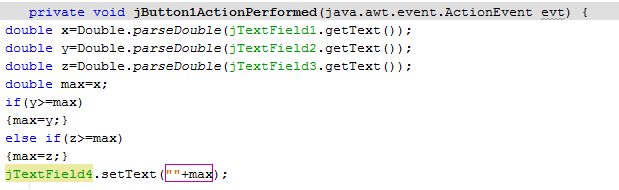 private void jButton1ActionPerformed(java.awt.event.ActionEvent evt) {
double x=Double.parseDouble(jTextField1.getText());
double y=Double.parseDouble(jTextField2.getText());
double z=Double.parseDouble(jTextField3.getText());
double max=x;
if(y>=max)
{max=y;}
else if(z>=max)
{max=z;}
jTextField4.setText(""+max);